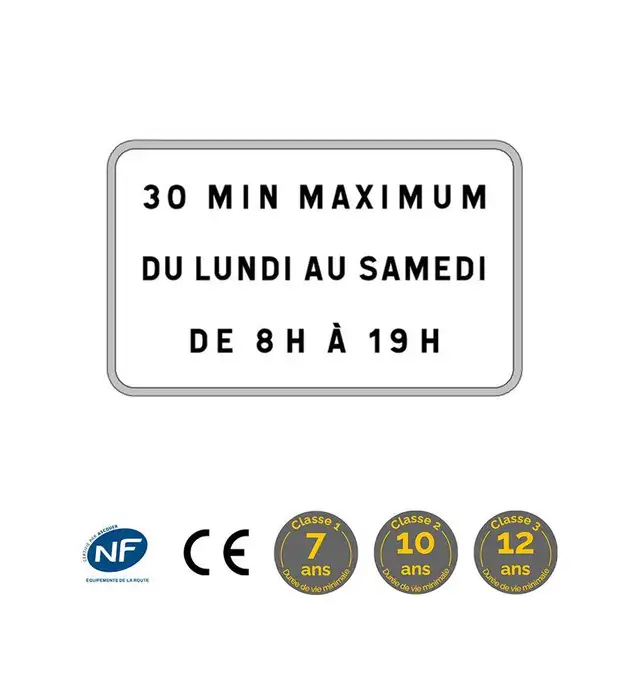 30 MIN MAXIMUM
DU LUNDI AU SAMEDI
DE 8H À 19H
NF
ÉQUIPEMENTS DE LA ROUTE
CE
Classe 1
7
ans
Durée de vie minimale
Classe 2
10
ans
Durée de vie minimale
Classe 3
12
ans
Durée de vie minimale